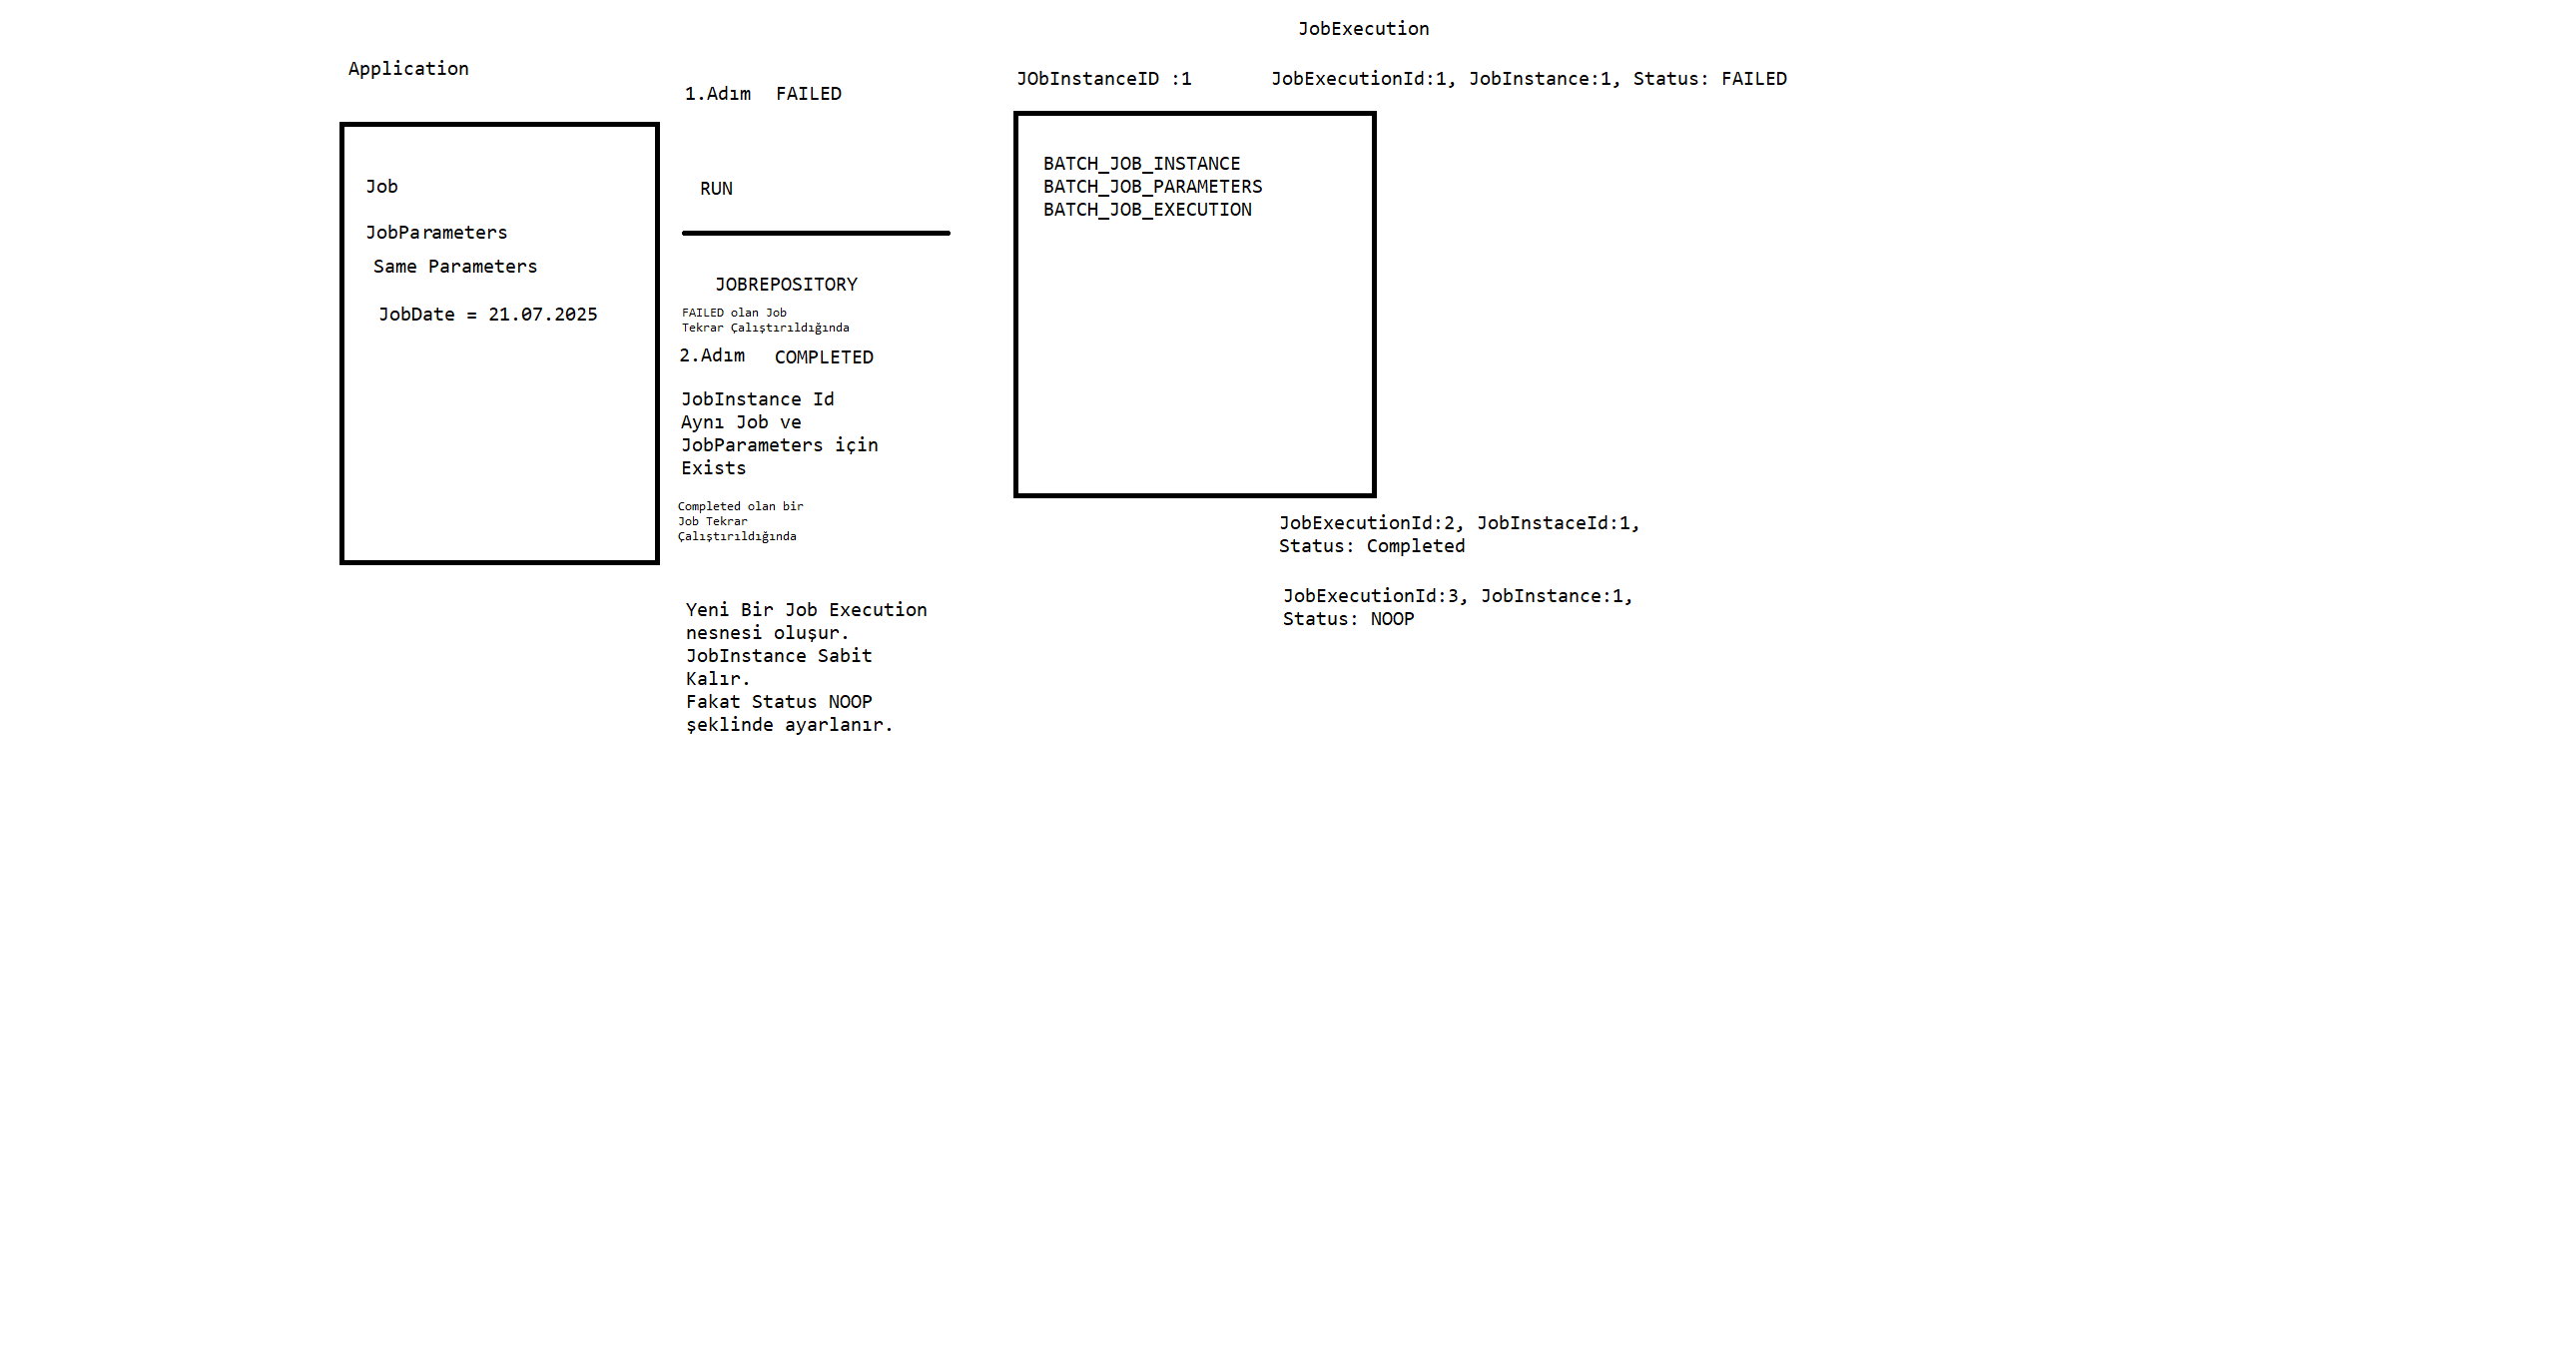 Application
Job
JobParameters
Same Parameters
JobDate = 21.07.2025
1.Adım FAILED
RUN
JOBREPOSITORY
FAILED olan Job
Tekrar Çalıştırıldığında
2.Adım COMPLETED
JobInstance Id
Aynı Job ve
JobParameters için
Exists
Completed olan bir
Job Tekrar
Çalıştırıldığında
Yeni Bir Job Execution
nesnesi oluşur.
JobInstance Sabit
Kalır.
Fakat Status NOOP
şeklinde ayarlanır.
JobExecution
JObInstanceID :1
JobExecutionId:1, JobInstance:1, Status: FAILED
BATCH_JOB_INSTANCE
BATCH_JOB_PARAMETERS
BATCH_JOB_EXECUTION
JobExecutionId:2, JobInstaceId:1,
Status: Completed
JobExecutionId:3, JobInstance:1,
Status: NOOP